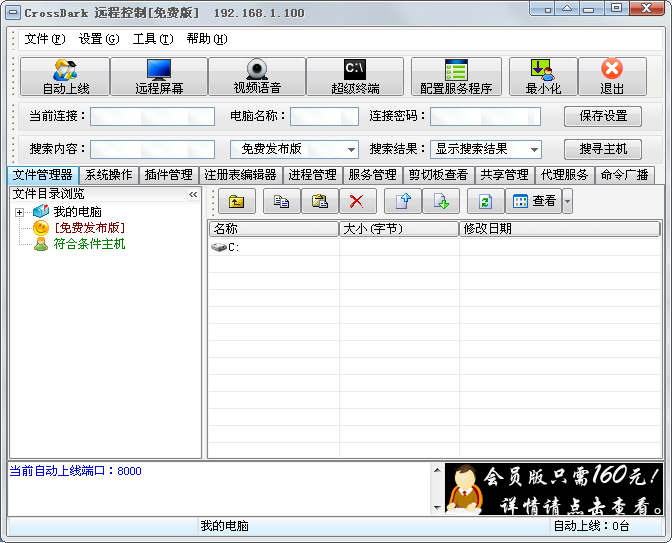 CrossDark 远程控制[免费版] 192.168.1.100
文件(F) 设置(G) 工具(T) 帮助(H)
自动上线 远程屏幕 视频语音 超级终端 配置服务程序 最小化 退出
当前连接： 电脑名称： 连接密码： 保存设置
搜索内容： 免费发布版 搜索结果： 显示搜索结果 搜寻主机
文件管理器 系统操作 插件管理 注册表编辑器 进程管理 服务管理 剪切板查看 共享管理 代理服务 命令广播
文件目录浏览 «
查看
我的电脑
[免费发布版]
符合条件主机
名称 大小(字节) 修改日期
C:
当前自动上线端口：8000
会员版只需160元!
详情请点击查看。
我的电脑 自动上线：0台